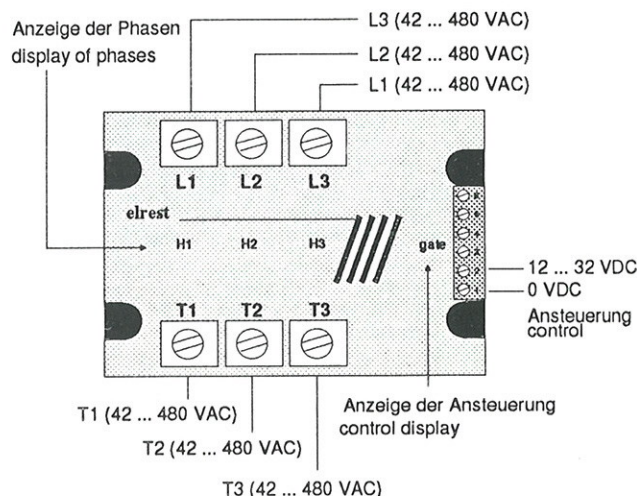 L3 (42 ... 480 VAC)
Anzeige der Phasen
display of phases
L2 (42 ... 480 VAC)
L1 (42 ... 480 VAC)
L1 L2 L3
elrest
H1 H2 H3 gate
12 ... 32 VDC
0 VDC
Ansteuerung
control
T1 T2 T3
T1 (42 ... 480 VAC)
Anzeige der Ansteuerung
control display
T2 (42 ... 480 VAC)
T3 (42 ... 480 VAC)